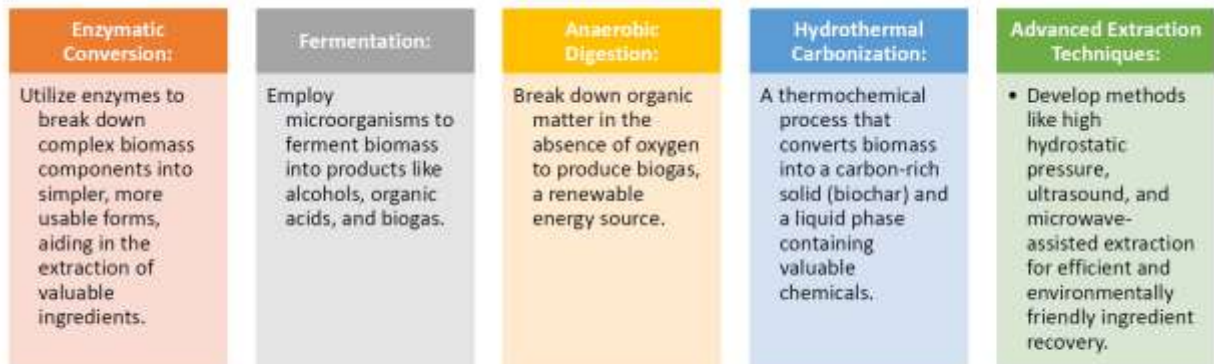 Enzymatic
Conversion:
Utilize enzymes to
break down
complex biomass
components into
simpler, more
usable forms,
aiding in the
extraction of
valuable
ingredients.
Fermentation:
Employ
microorganisms to
ferment biomass
into products like
alcohols, organic
acids, and biogas.
Anaerobic
Digestion:
Break down organic
matter in the
absence of oxygen
to produce biogas,
a renewable
energy source.
Hydrothermal
Carbonization:
A thermochemical
process that
converts biomass
into a carbon-rich
solid (biochar) and
a liquid phase
containing
valuable
chemicals.
Advanced Extraction
Techniques:
• Develop methods
like high
hydrostatic
pressure,
ultrasound, and
microwave-
assisted extraction
for efficient and
environmentally
friendly ingredient
recovery.